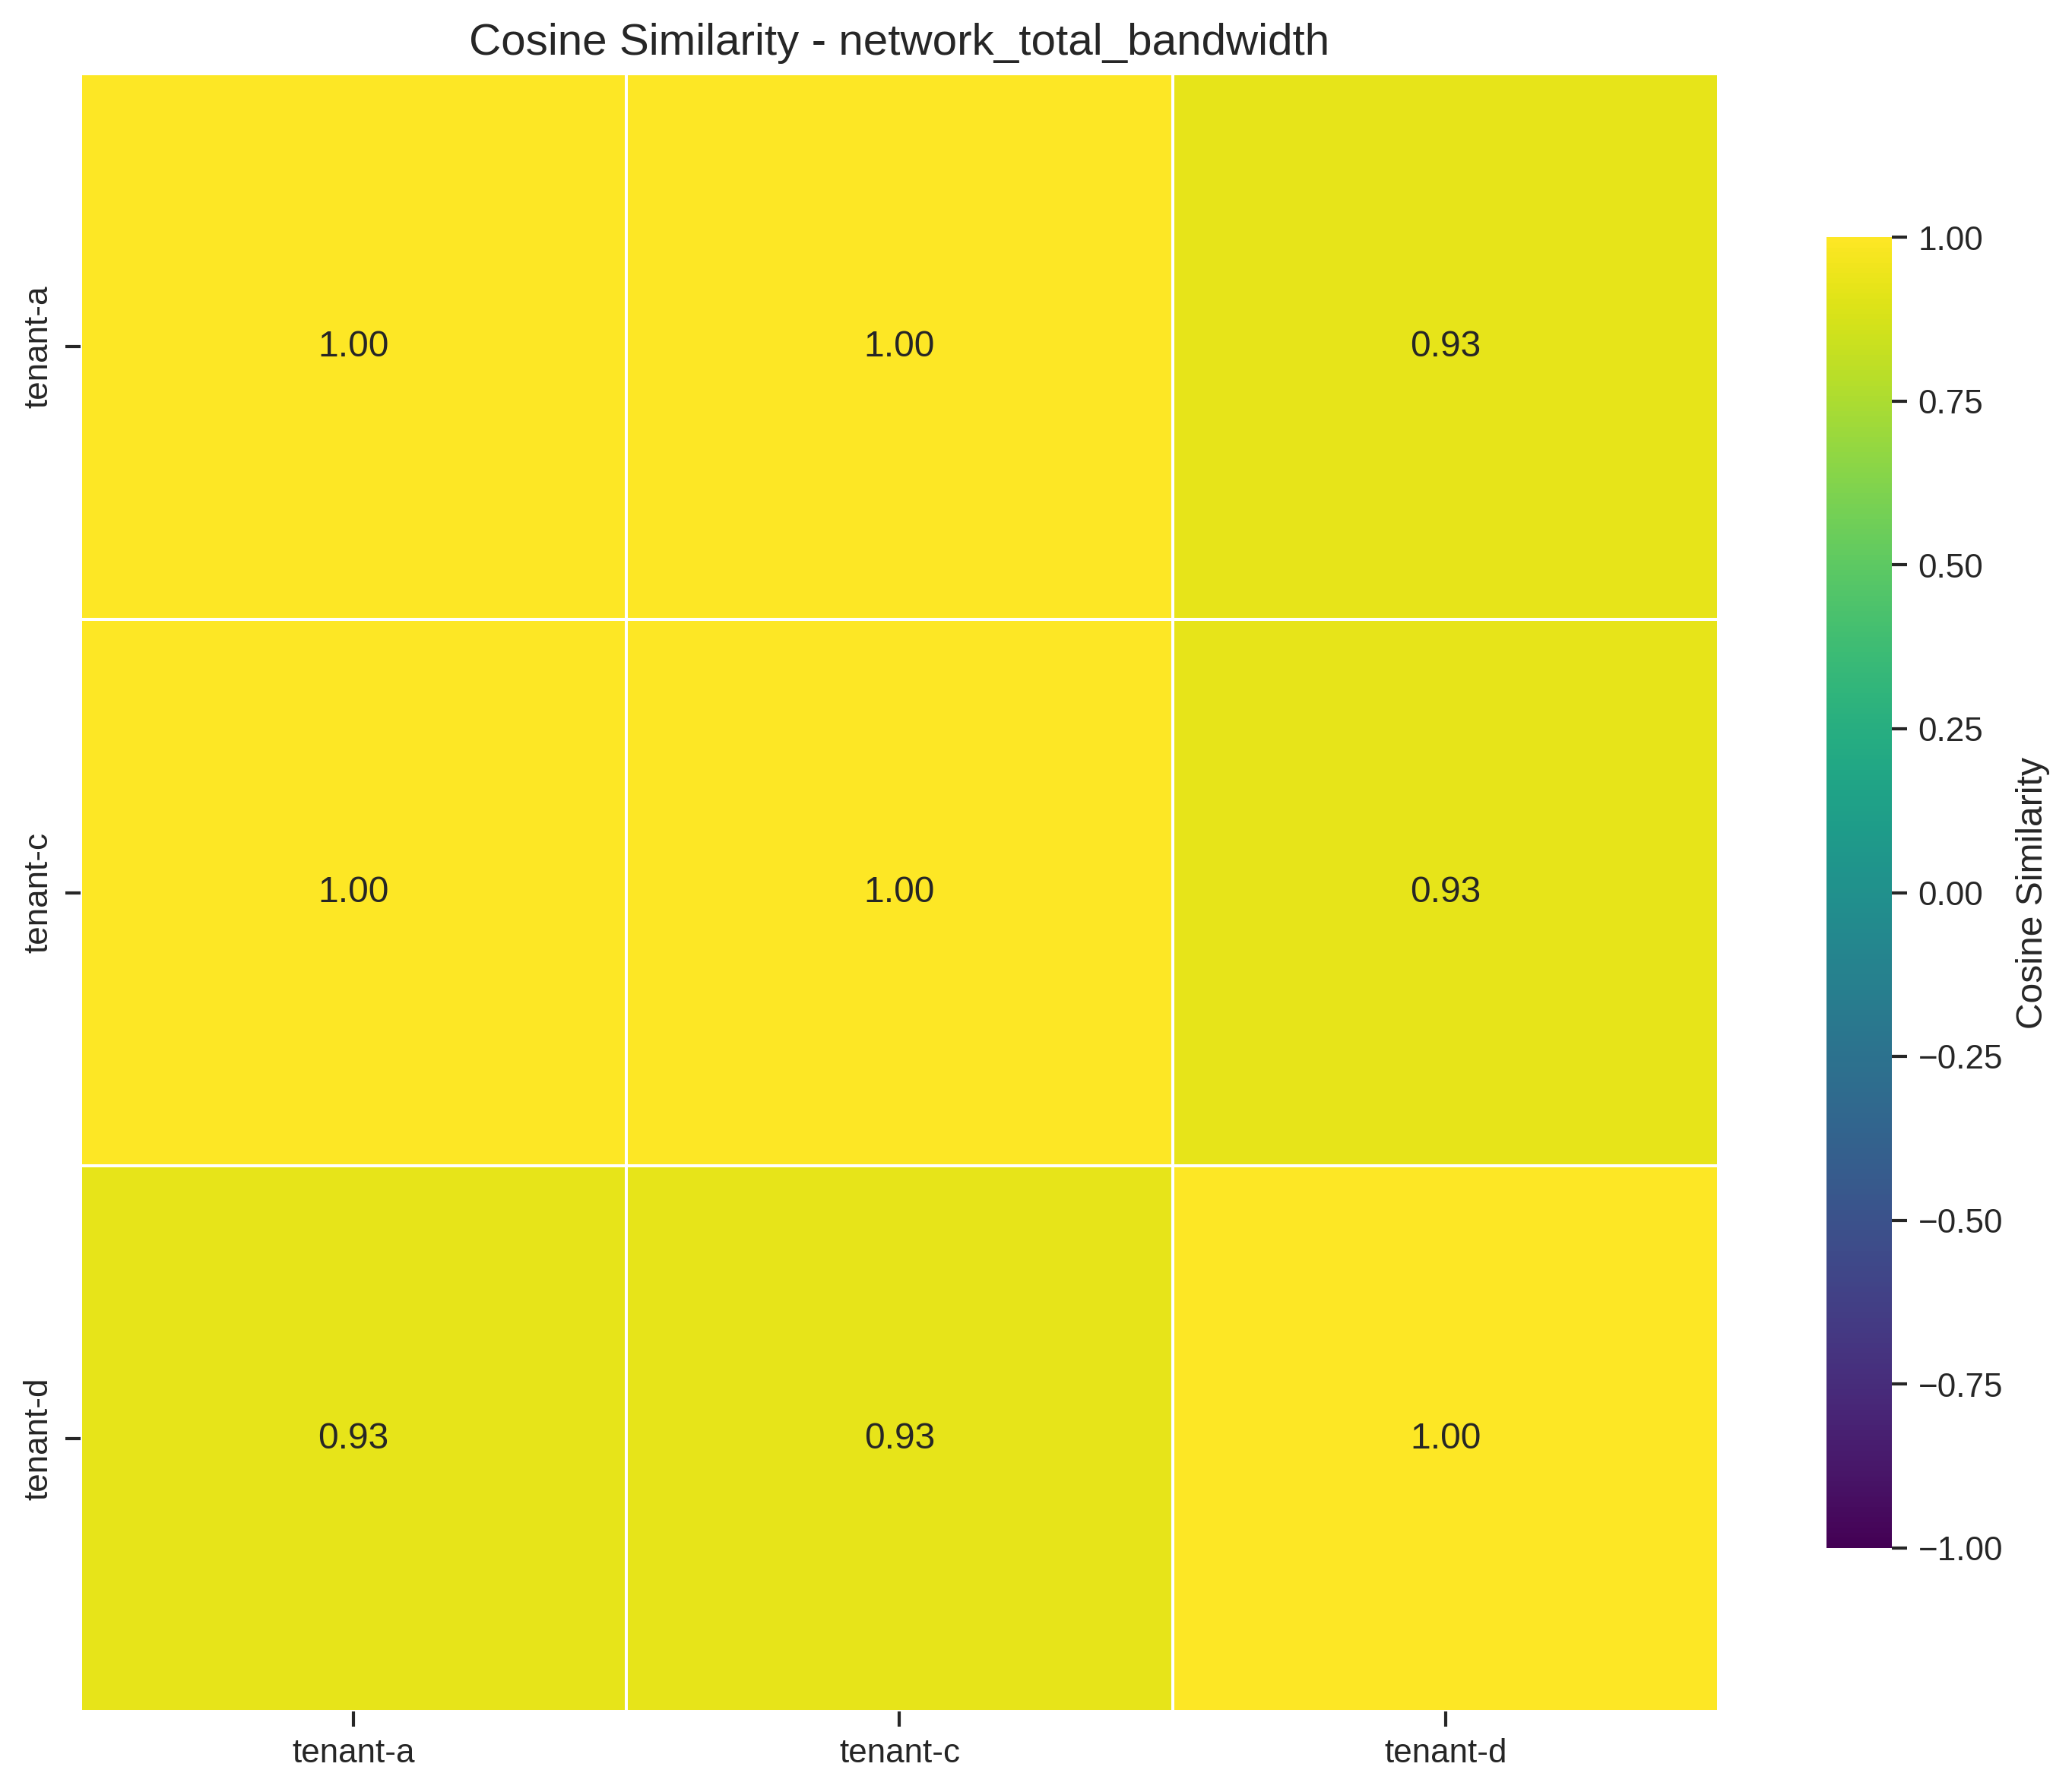 Cosine Similarity - network_total_bandwidth
tenant-a
1.00
1.00
0.93
tenant-c
1.00
1.00
0.93
tenant-d
0.93
0.93
1.00
tenant-a
tenant-c
tenant-d
1.00
0.75
0.50
0.25
0.00
−0.25
−0.50
−0.75
−1.00
Cosine Similarity